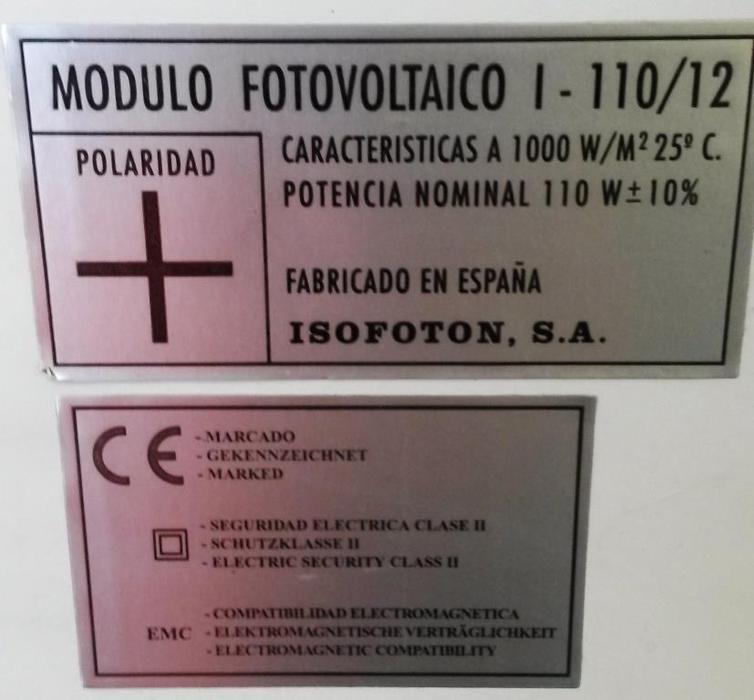 MODULO FOTOVOLTAICO I - 110/12
POLARIDAD
CARACTERISTICAS A 1000 W/M² 25º C.
POTENCIA NOMINAL 110 W ± 10%
FABRICADO EN ESPAÑA
ISOFOTON, S.A.
CE - MARCADO
- GEKENNZEICHNET
- MARKED
- SEGURIDAD ELECTRICA CLASE II
- SCHUTZKLASSE II
- ELECTRIC SECURITY CLASS II
- COMPATIBILIDAD ELECTROMAGNETICA
EMC - ELEKTROMAGNETISCHE VERTRÄGLICHKEIT
- ELECTROMAGNETIC COMPATIBILITY